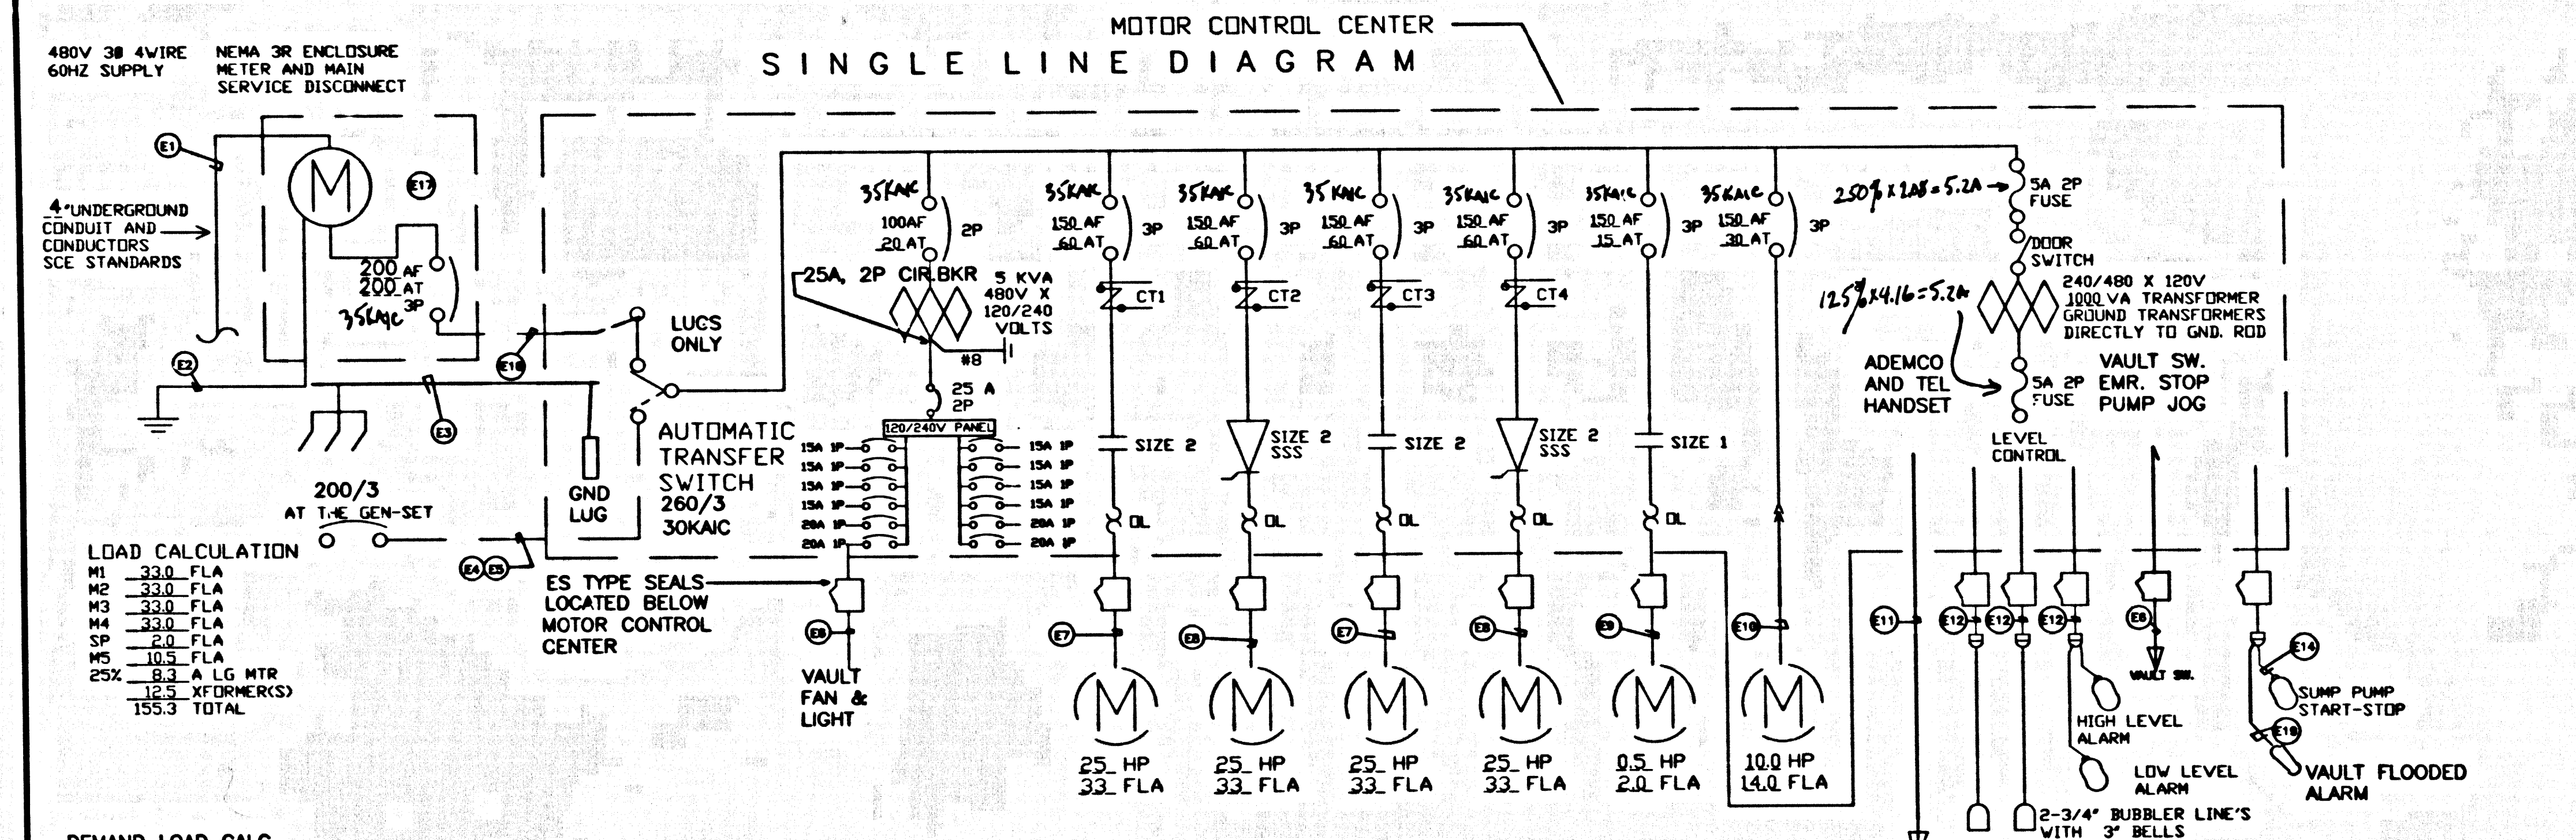 MOTOR CONTROL CENTER
SINGLE LINE DIAGRAM
480V 3Ø 4WIRE
60HZ SUPPLY
NEMA 3R ENCLOSURE
METER AND MAIN
SERVICE DISCONNECT
E1
M
E17
4" UNDERGROUND
CONDUIT AND
CONDUCTORS
SCE STANDARDS
200 AF
200 AT
3P
35KAIC
E2
E3
E16
LUGS
ONLY
AUTOMATIC
TRANSFER
SWITCH
260/3
30KAIC
GND
LUG
200/3
AT THE GEN-SET
E4
E5
LOAD CALCULATION
M1 33.0 FLA
M2 33.0 FLA
M3 33.0 FLA
M4 33.0 FLA
SP 2.0 FLA
M5 10.5 FLA
25% 8.3 A LG MTR
12.5 XFORMER(S)
155.3 TOTAL
DEMAND LOAD CALC
35KAIC
100AF
20 AT
2P
25A, 2P CIR.BKR
5 KVA
480V X
120/240
VOLTS
#8
25 A
2P
120/240V PANEL
15A 1P
15A 1P
15A 1P
15A 1P
15A 1P
15A 1P
15A 1P
15A 1P
20A 1P
20A 1P
20A 1P
20A 1P
ES TYPE SEALS
LOCATED BELOW
MOTOR CONTROL
CENTER
E6
VAULT
FAN &
LIGHT
35KAIC
150 AF
60 AT
3P
CT1
SIZE 2
OL
E7
M
25 HP
33 FLA
35KAIC
150 AF
60 AT
3P
CT2
SIZE 2
SSS
OL
E8
M
25 HP
33 FLA
35KAIC
150 AF
60 AT
3P
CT3
SIZE 2
OL
E7
M
25 HP
33 FLA
35KAIC
150 AF
60 AT
3P
CT4
SIZE 2
SSS
OL
E8
M
25 HP
33 FLA
35KAIC
150 AF
15 AT
3P
SIZE 1
OL
E9
M
0.5 HP
2.0 FLA
35KAIC
150 AF
30 AT
3P
E10
M
10.0 HP
14.0 FLA
250% X 2.08 = 5.2A
5A 2P
FUSE
DOOR
SWITCH
240/480 X 120V
1000 VA TRANSFORMER
GROUND TRANSFORMERS
DIRECTLY TO GND. ROD
125% X 4.16 = 5.2A
ADEMCO
AND TEL
HANDSET
5A 2P
FUSE
VAULT SW.
EMR. STOP
PUMP JOG
LEVEL
CONTROL
E11
E12
E12
E12
E6
VAULT SW.
E14
SUMP PUMP
START-STOP
HIGH LEVEL
ALARM
LOW LEVEL
ALARM
VAULT FLOODED
ALARM
2-3/4" BUBBLER LINE'S
WITH 3" BELLS